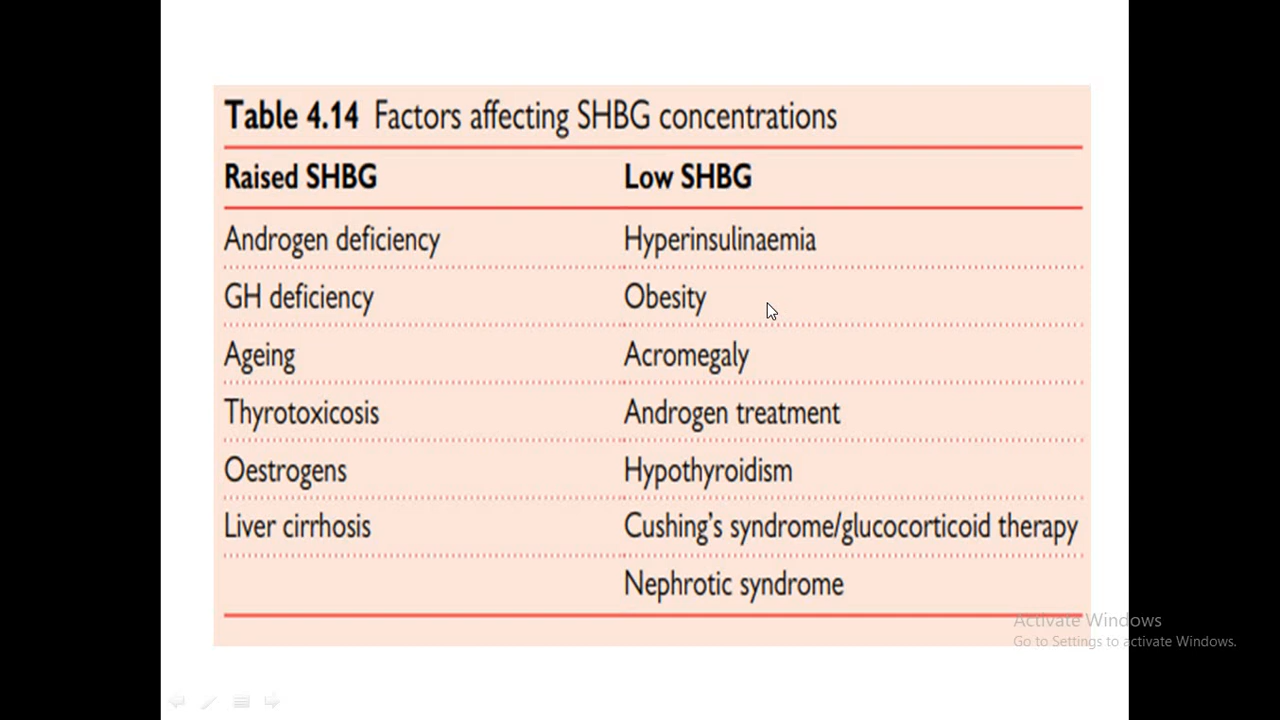 Table 4.14 Factors affecting SHBG concentrations
Raised SHBG Low SHBG
Androgen deficiency Hyperinsulinaemia
GH deficiency Obesity
Ageing Acromegaly
Thyrotoxicosis Androgen treatment
Oestrogens Hypothyroidism
Liver cirrhosis Cushing's syndrome/glucocorticoid therapy
Nephrotic syndrome
Activate Windows
Go to Settings to activate Windows.